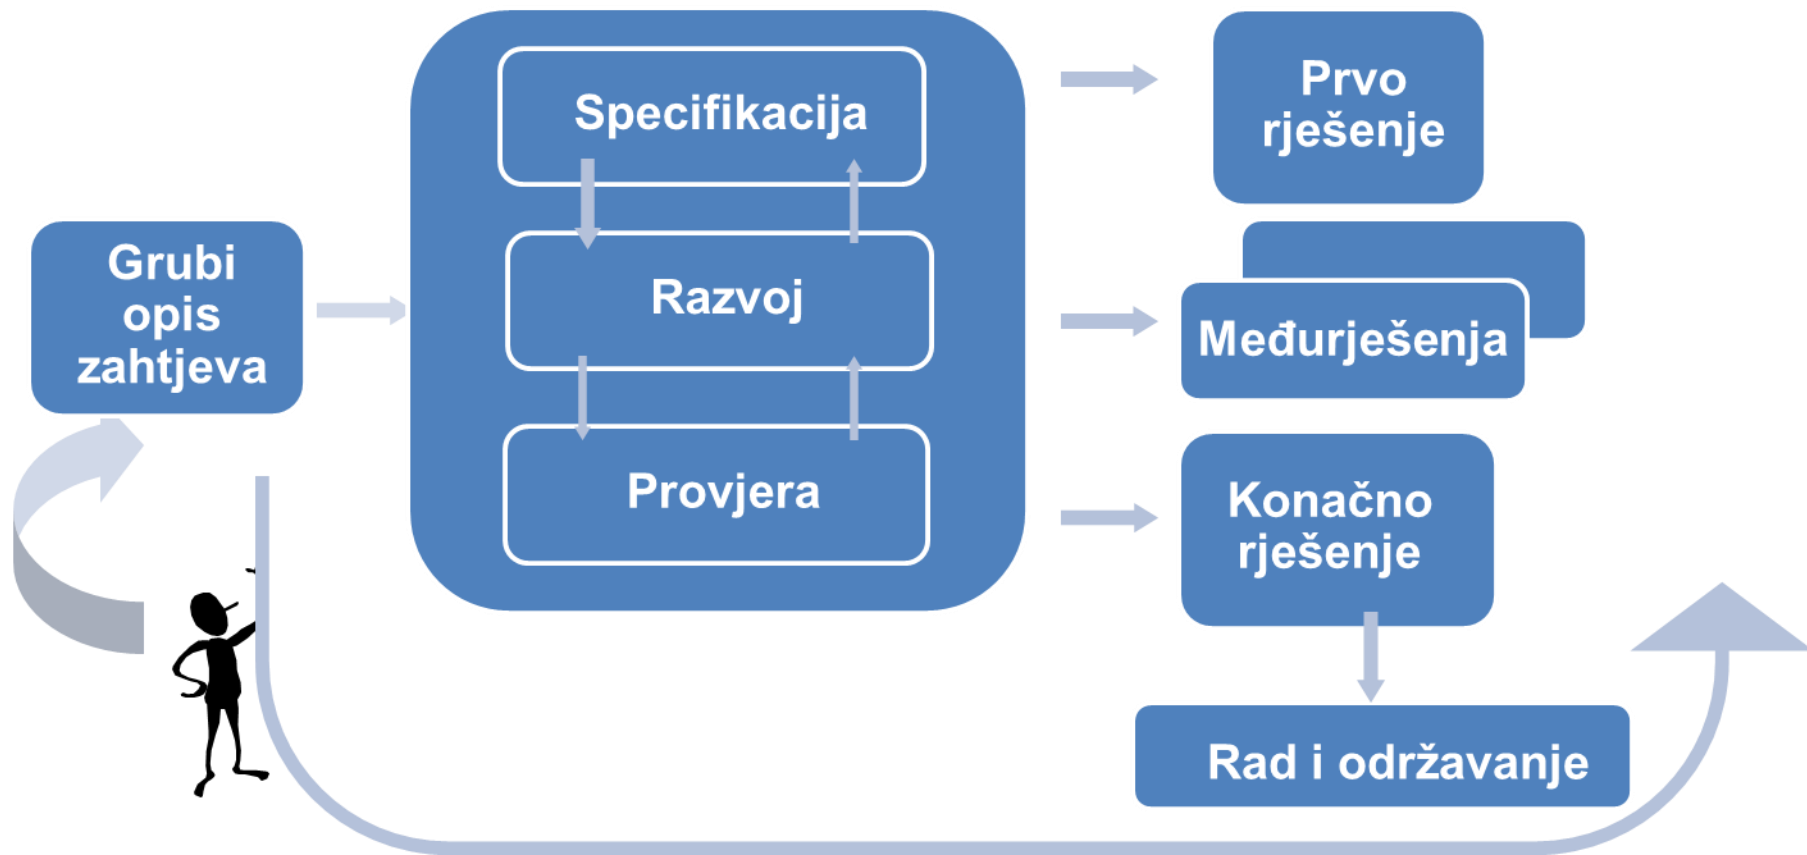 Grubi
opis
zahtjeva
Specifikacija
Razvoj
Provjera
Prvo
rješenje
Međurješenja
Konačno
rješenje
Rad i održavanje